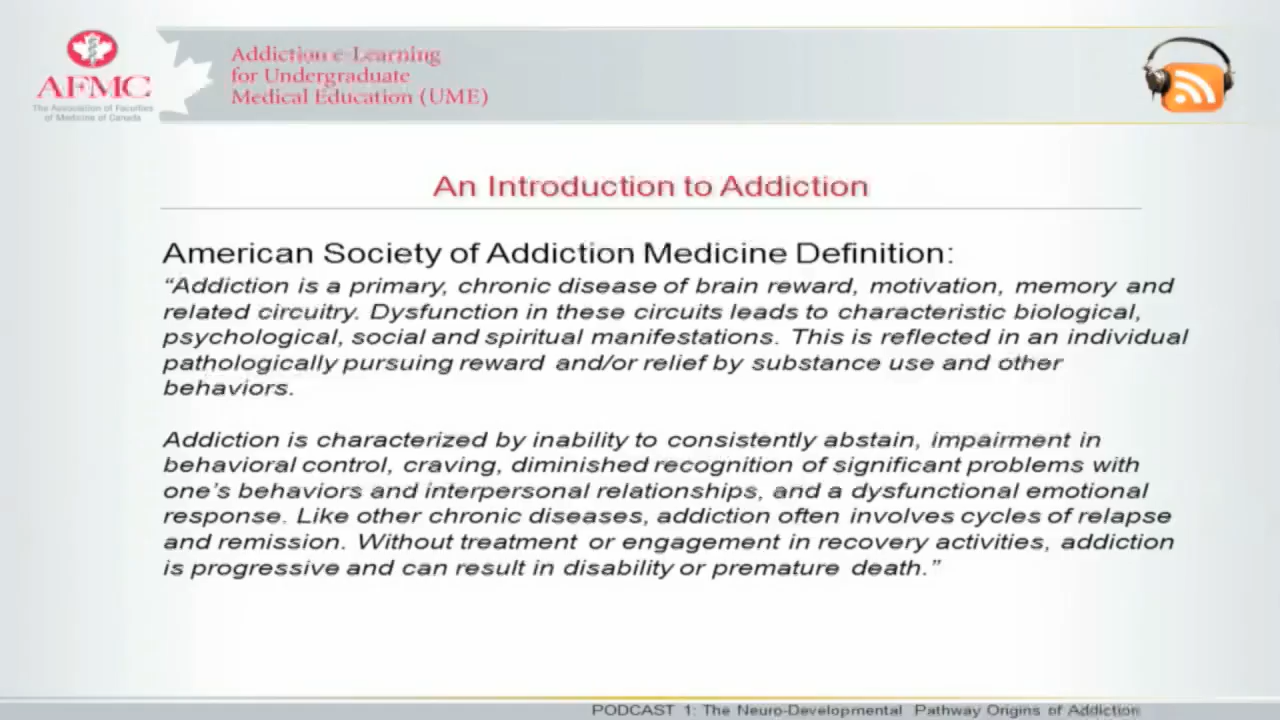 AFMC
The Association of Faculties
of Medicine of Canada
Addiction e-Learning
for Undergraduate
Medical Education (UME)
An Introduction to Addiction
American Society of Addiction Medicine Definition:
“Addiction is a primary, chronic disease of brain reward, motivation, memory and
related circuitry. Dysfunction in these circuits leads to characteristic biological,
psychological, social and spiritual manifestations. This is reflected in an individual
pathologically pursuing reward and/or relief by substance use and other
behaviors.
Addiction is characterized by inability to consistently abstain, impairment in
behavioral control, craving, diminished recognition of significant problems with
one’s behaviors and interpersonal relationships, and a dysfunctional emotional
response. Like other chronic diseases, addiction often involves cycles of relapse
and remission. Without treatment or engagement in recovery activities, addiction
is progressive and can result in disability or premature death.”
PODCAST 1: The Neuro-Developmental Pathway Origins of Addiction